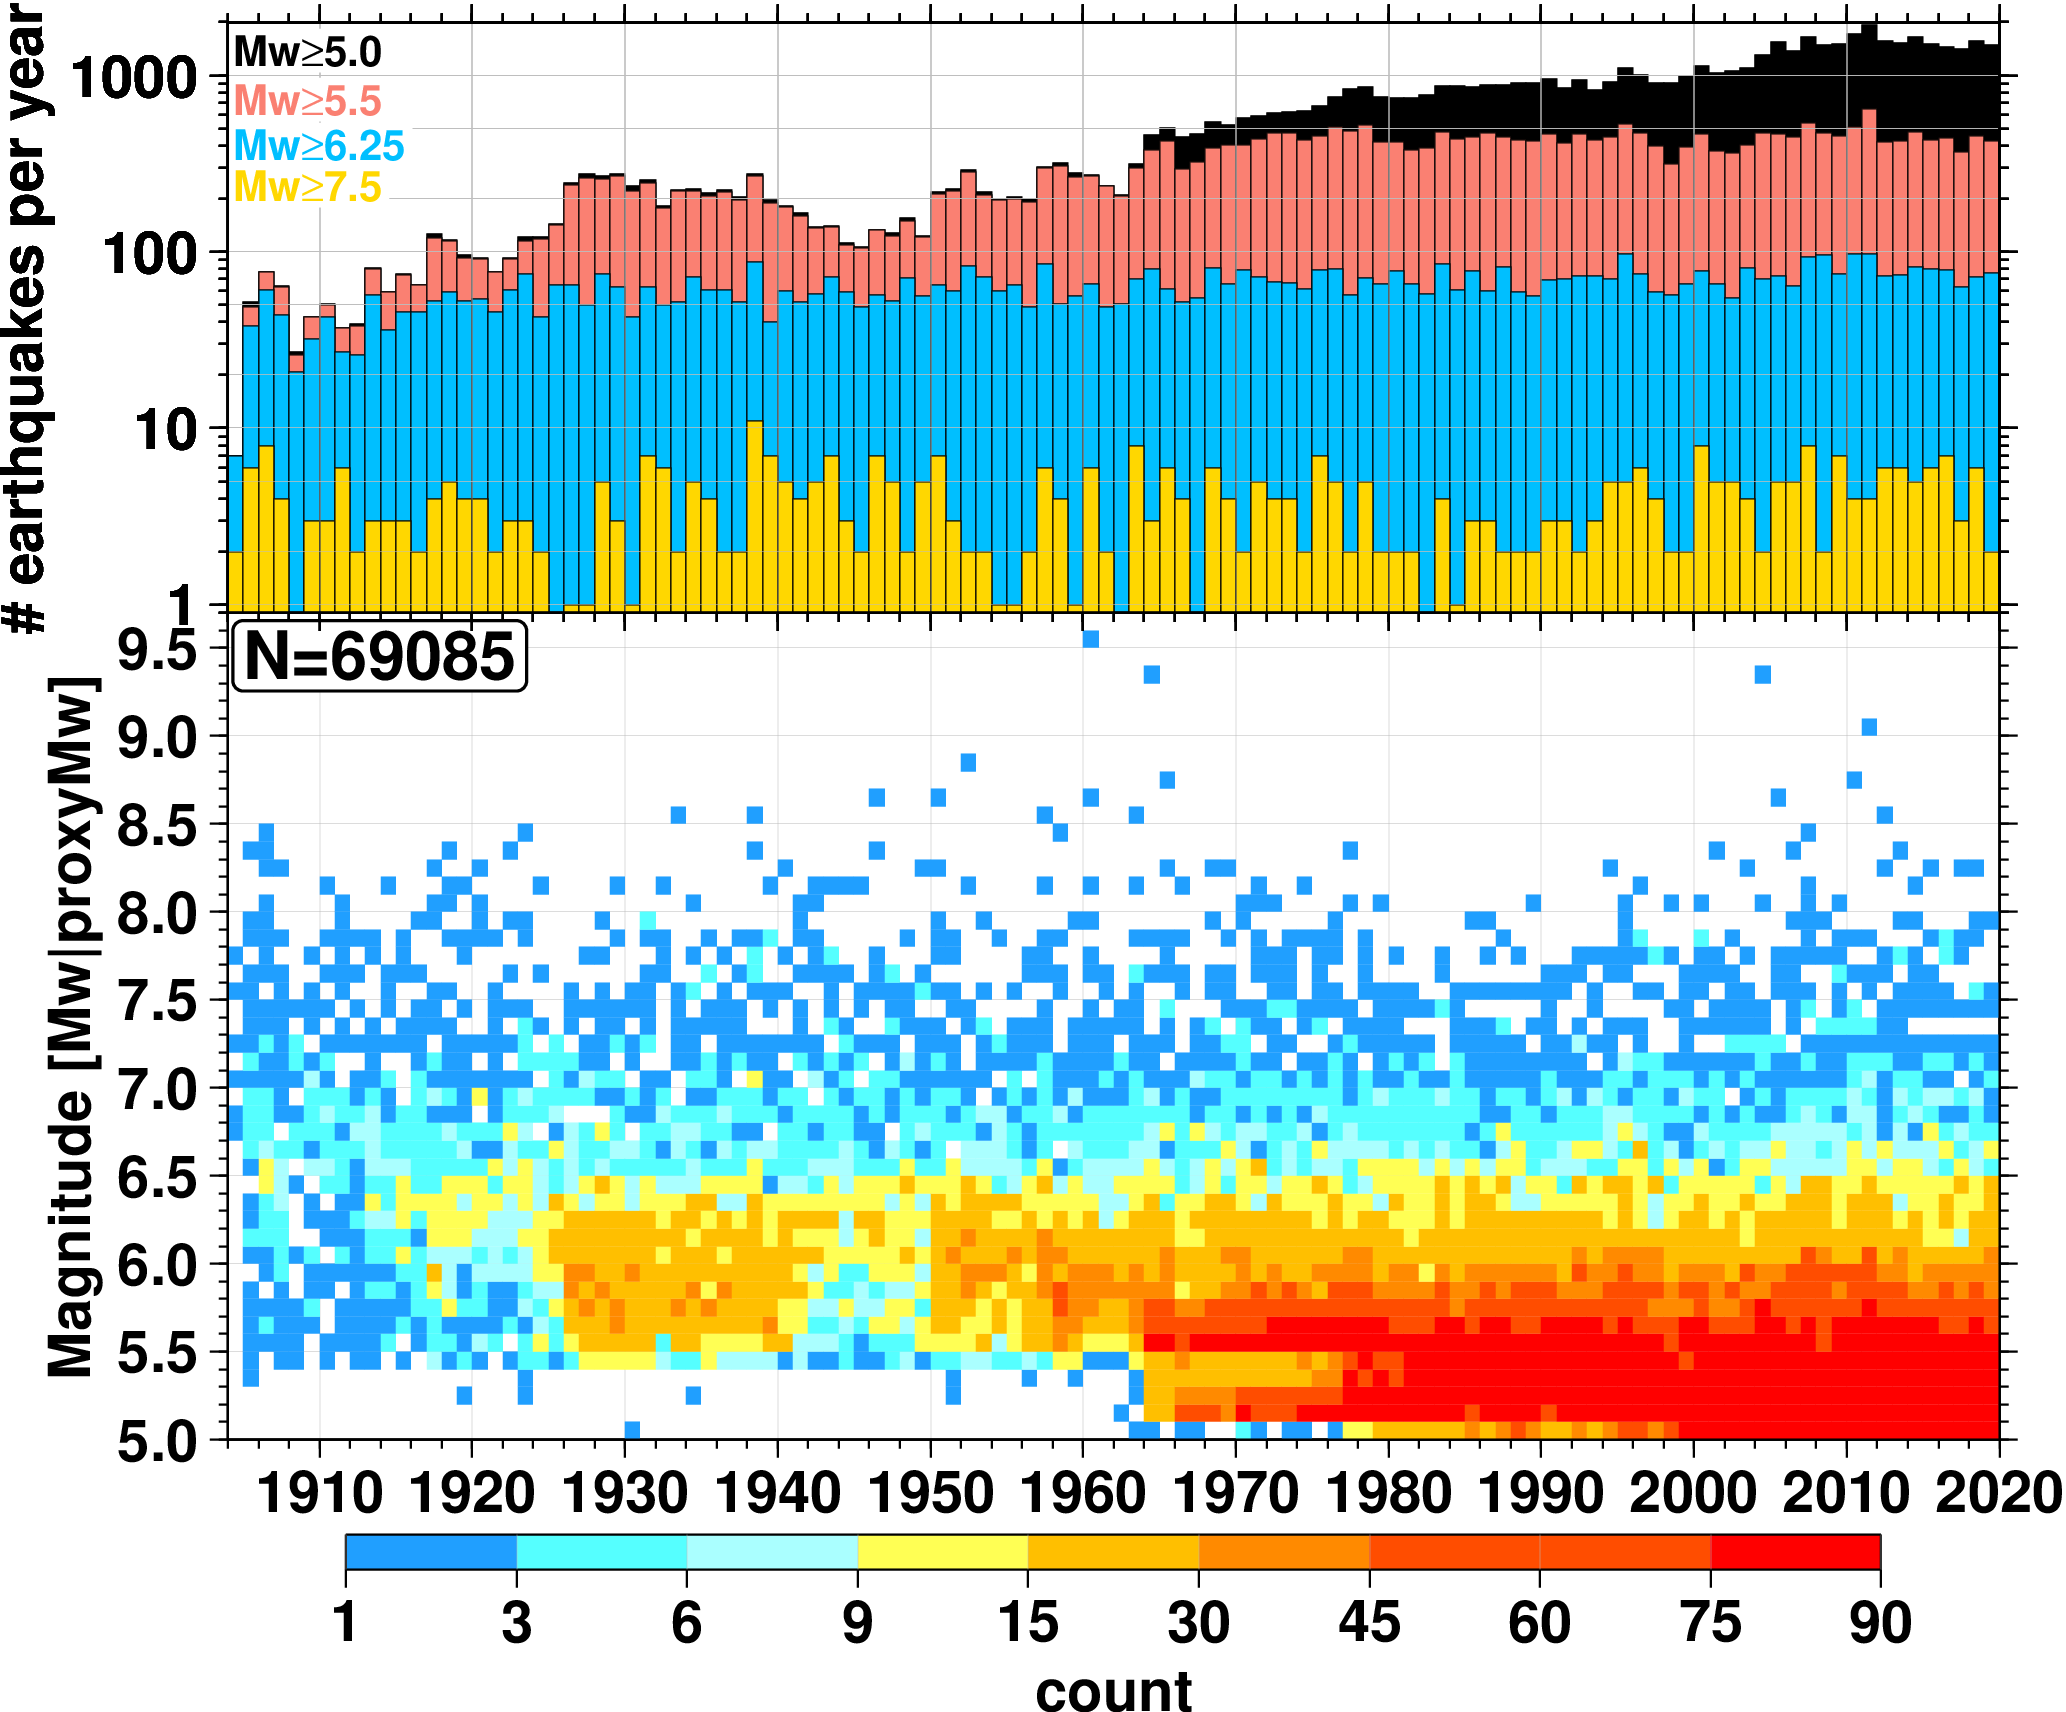 # earthquakes per year
1000
100
10
1
Mw≥5.0
Mw≥5.5
Mw≥6.25
Mw≥7.5
N=69085
Magnitude [Mw|proxyMw]
9.5
9.0
8.5
8.0
7.5
7.0
6.5
6.0
5.5
5.0
1910 1920 1930 1940 1950 1960 1970 1980 1990 2000 2010 2020
1 3 6 9 15 30 45 60 75 90
count